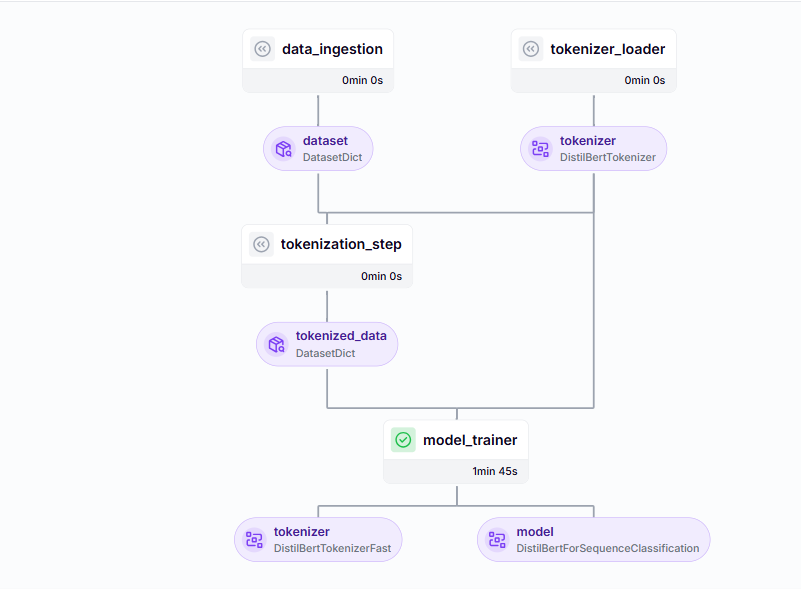 data_ingestion
0min 0s
tokenizer_loader
0min 0s
dataset
DatasetDict
tokenizer
DistilBertTokenizer
tokenization_step
0min 0s
tokenized_data
DatasetDict
model_trainer
1min 45s
tokenizer
DistilBertTokenizerFast
model
DistilBertForSequenceClassification